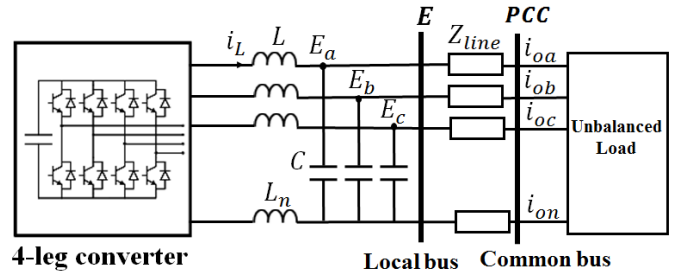 i_L
L
E_a
E
Z_line
PCC
i_oa
E_b
i_ob
E_c
i_oc
Unbalanced
Load
C
L_n
i_on
4-leg converter
Local bus
Common bus